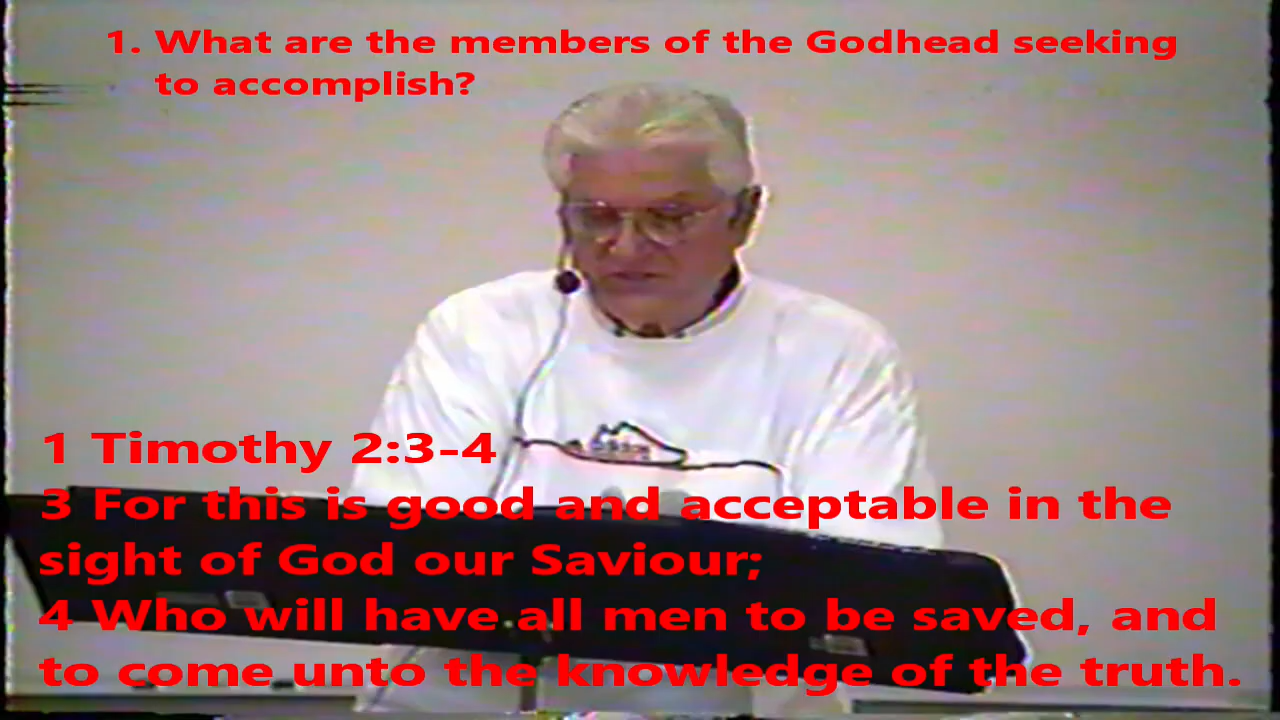 1. What are the members of the Godhead seeking
to accomplish?
1 Timothy 2:3-4
3 For this is good and acceptable in the
sight of God our Saviour;
4 Who will have all men to be saved, and
to come unto the knowledge of the truth.